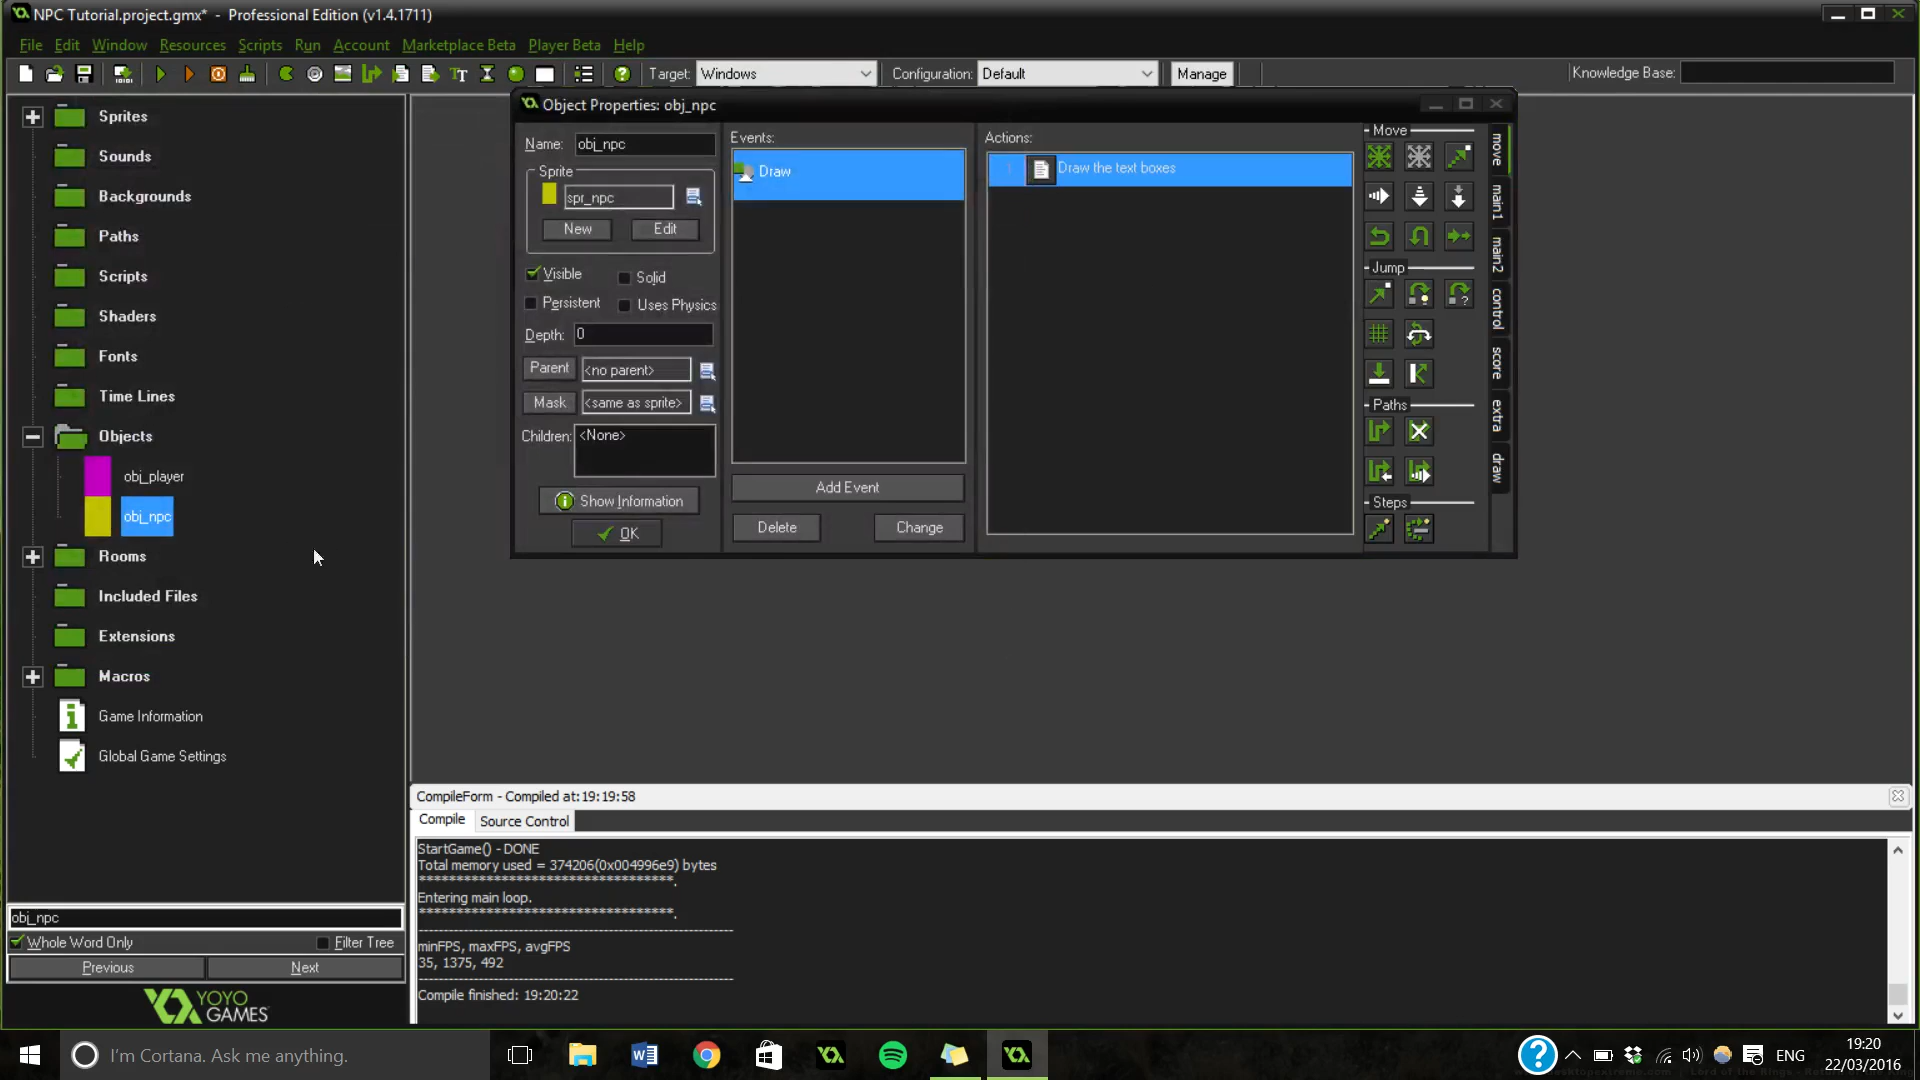 NPC Tutorial.project.gmx* - Professional Edition (v1.4.1711)
File Edit Window Resources Scripts Run Account Marketplace Beta Player Beta Help
Target: Windows Configuration: Default Manage Knowledge Base:
Sprites
Sounds
Backgrounds
Paths
Scripts
Shaders
Fonts
Time Lines
Objects
obj_player
obj_npc
Rooms
Included Files
Extensions
Macros
Game Information
Global Game Settings
obj_npc
Whole Word Only Filter Tree
Previous Next
YOYO
GAMES
Object Properties: obj_npc
Name: obj_npc
Sprite
spr_npc
New Edit
Visible Solid
Persistent Uses Physics
Depth: 0
Parent <no parent>
Mask <same as sprite>
Children: <None>
Show Information
OK
Events:
Draw
Add Event
Delete Change
Actions:
1 Draw the text boxes
Move
Jump
Paths
Steps
move
main1
main2
control
score
extra
draw
CompileForm - Compiled at:19:19:58
Compile Source Control
StartGame() - DONE
Total memory used = 374206(0x004996e9) bytes
**********************************.
Entering main loop.
**********************************.
minFPS, maxFPS, avgFPS
35, 1375, 492
Compile finished: 19:20:22
I'm Cortana. Ask me anything.
ENG
19:20
22/03/2016